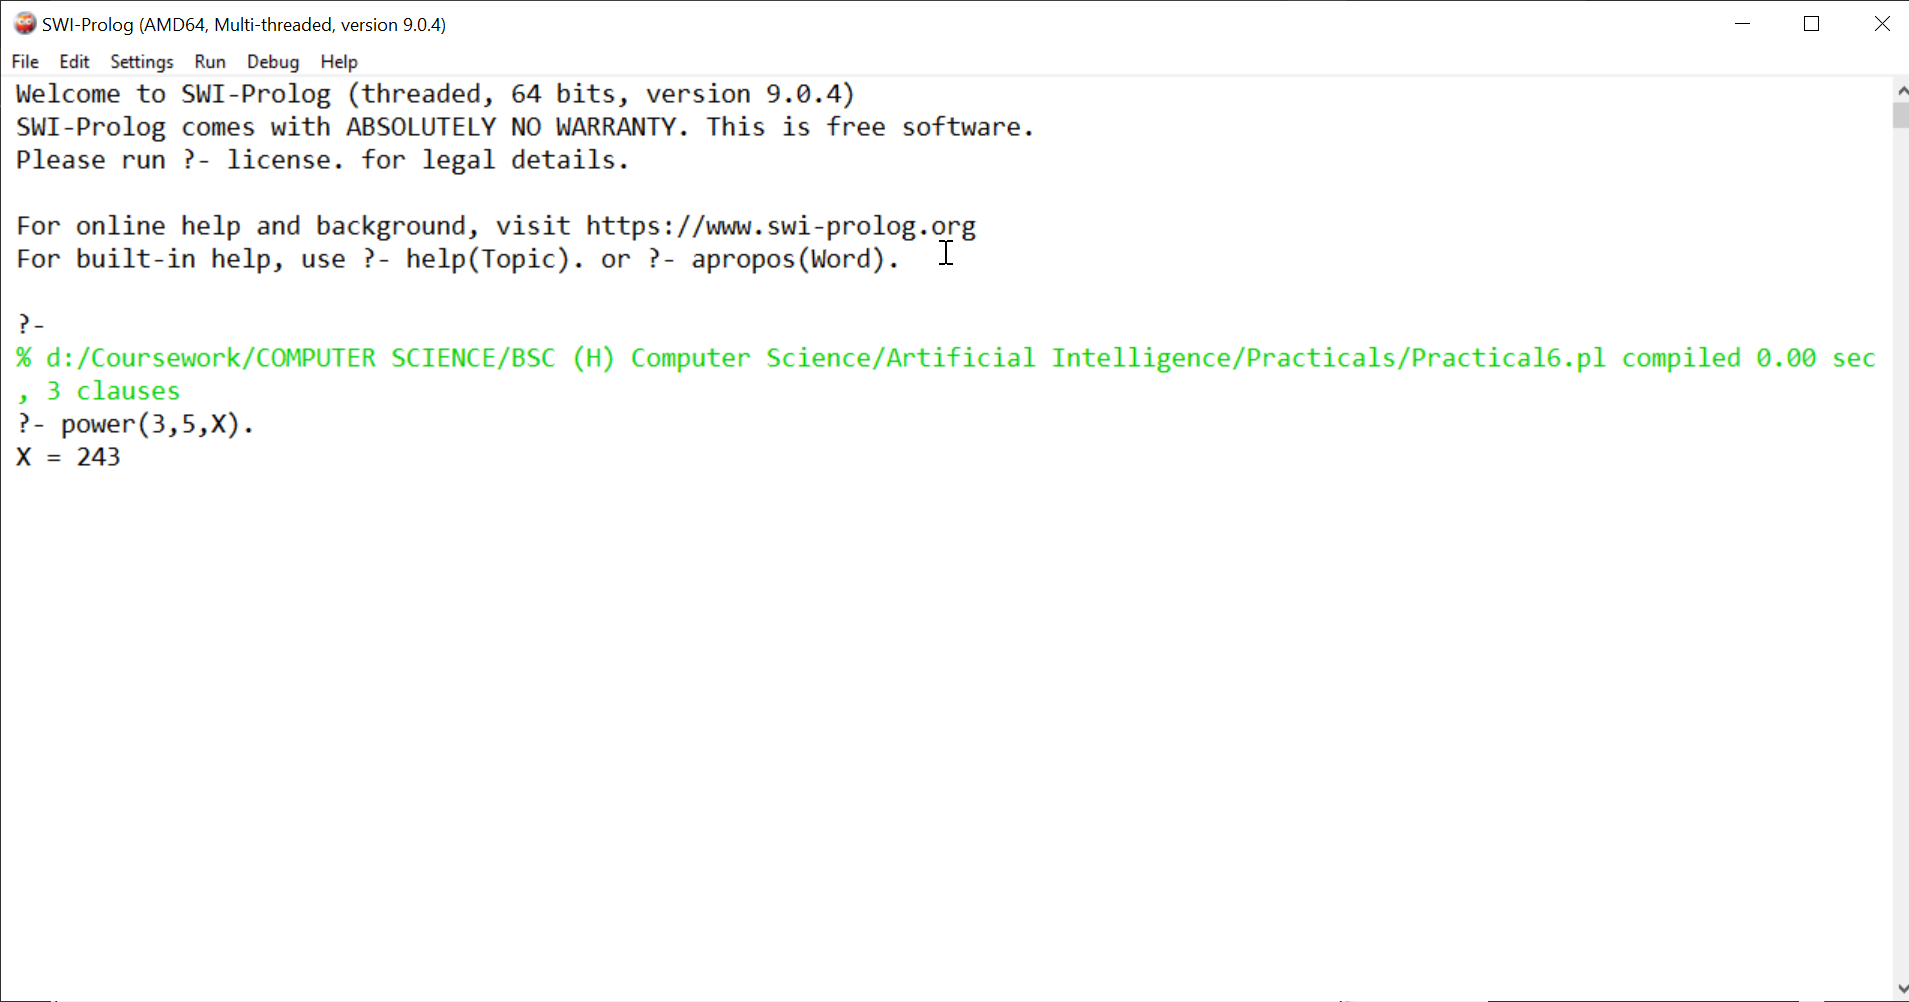 SWI-Prolog (AMD64, Multi-threaded, version 9.0.4)
File Edit Settings Run Debug Help
Welcome to SWI-Prolog (threaded, 64 bits, version 9.0.4)
SWI-Prolog comes with ABSOLUTELY NO WARRANTY. This is free software.
Please run ?- license. for legal details.
For online help and background, visit https://www.swi-prolog.org
For built-in help, use ?- help(Topic). or ?- apropos(Word).
?-
% d:/Coursework/COMPUTER SCIENCE/BSC (H) Computer Science/Artificial Intelligence/Practicals/Practical6.pl compiled 0.00 sec
, 3 clauses
?- power(3,5,X).
X = 243